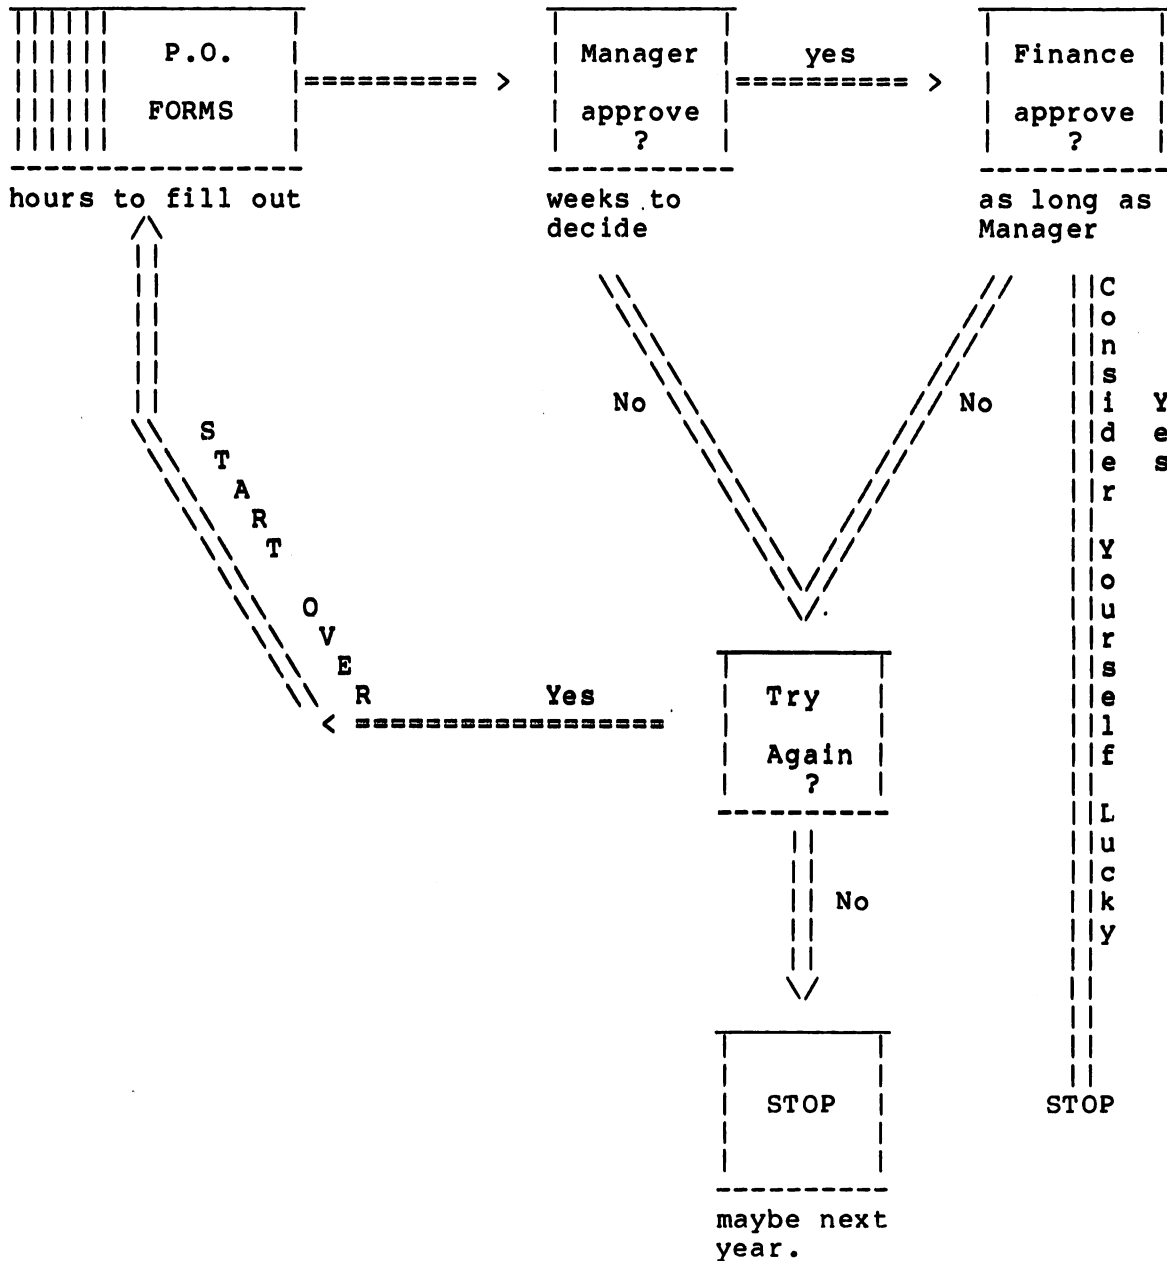 P.O.
FORMS
hours to fill out
Manager
approve
?
weeks to
decide
yes
Finance
approve
?
as long as
Manager
No
No
Consider Yourself Lucky
Yes
START OVER
Yes
Try
Again
?
No
STOP
maybe next
year.
STOP